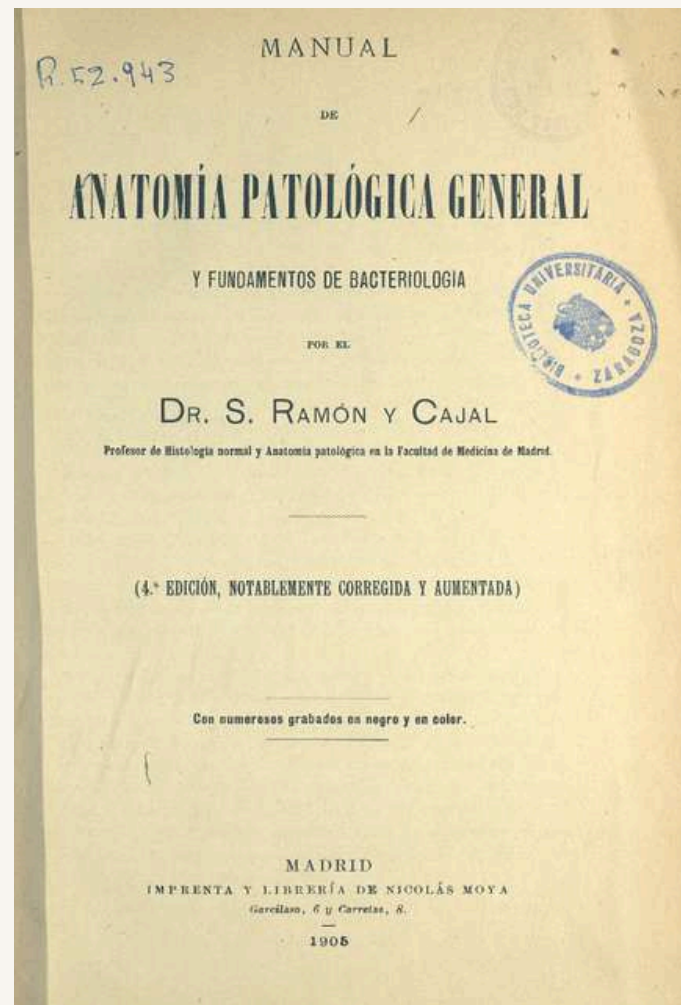 MANUAL
R. 52.943
DE
ANATOMÍA PATOLÓGICA GENERAL
Y FUNDAMENTOS DE BACTERIOLOGIA
BIBLIOTECA UNIVERSITARIA * ZARAGOZA *
POR EL
DR. S. RAMÓN Y CAJAL
Profesor de Histología normal y Anatomía patológica en la Facultad de Medicina de Madrid.
(4.ª EDICIÓN, NOTABLEMENTE CORREGIDA Y AUMENTADA)
Con numerosos grabados en negro y en color.
MADRID
IMPRENTA Y LIBRERÍA DE NICOLÁS MOYA
Garcilaso, 6 y Carretas, 8.
1905